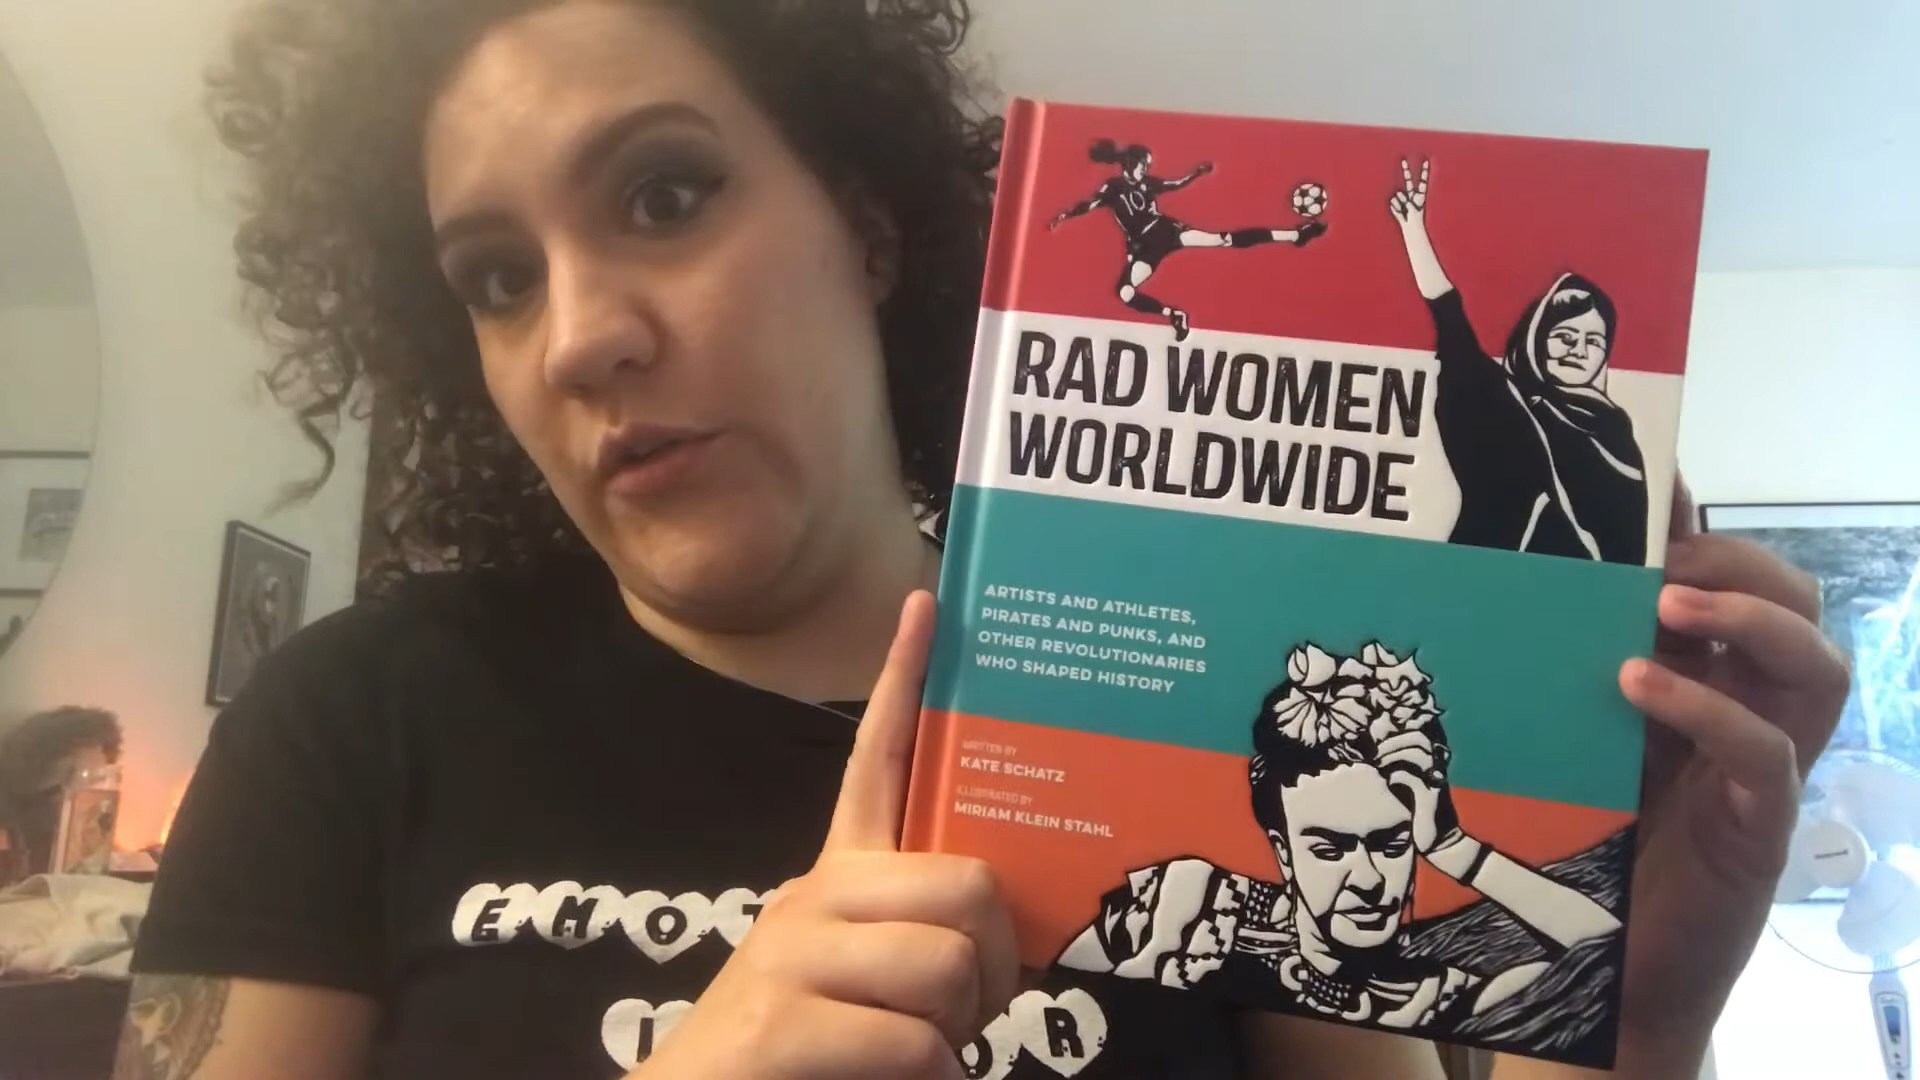 10
RAD WOMEN
WORLDWIDE
ARTISTS AND ATHLETES,
PIRATES AND PUNKS, AND
OTHER REVOLUTIONARIES
WHO SHAPED HISTORY
WRITTEN BY
KATE SCHATZ
ILLUSTRATED BY
MIRIAM KLEIN STAHL
Honeywell